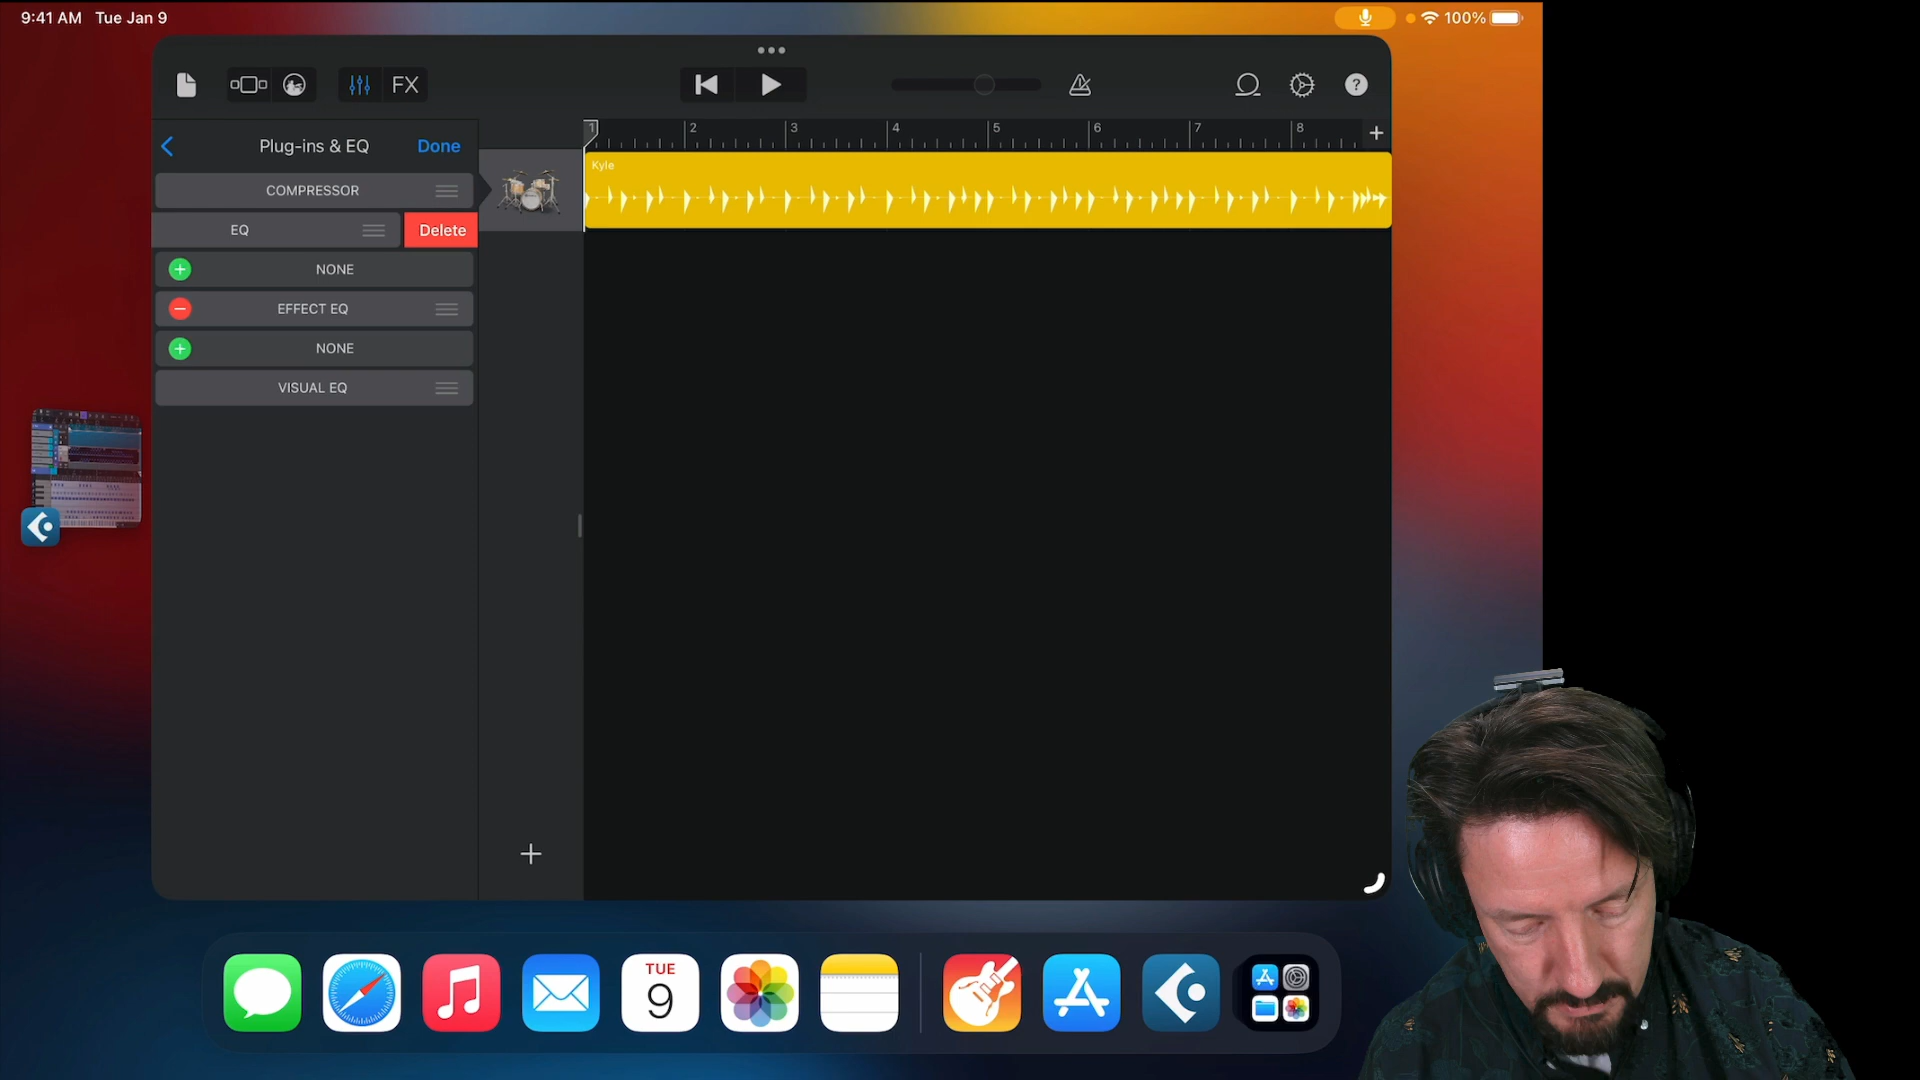 9:41 AM Tue Jan 9
100%
FX
?
Plug-ins & EQ
Done
COMPRESSOR
EQ
Delete
NONE
EFFECT EQ
NONE
VISUAL EQ
1 2 3 4 5 6 7 8
Kyle
TUE
9